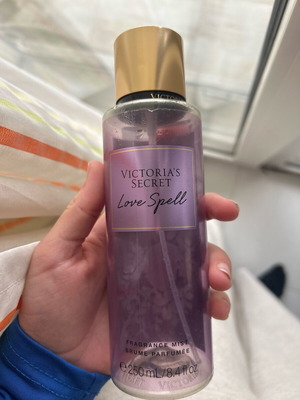 VICTORIA'S
SECRET
Love Spell
FRAGRANCE MIST
BRUME PARFUMÉE
℮250 mL/8.4 fl oz